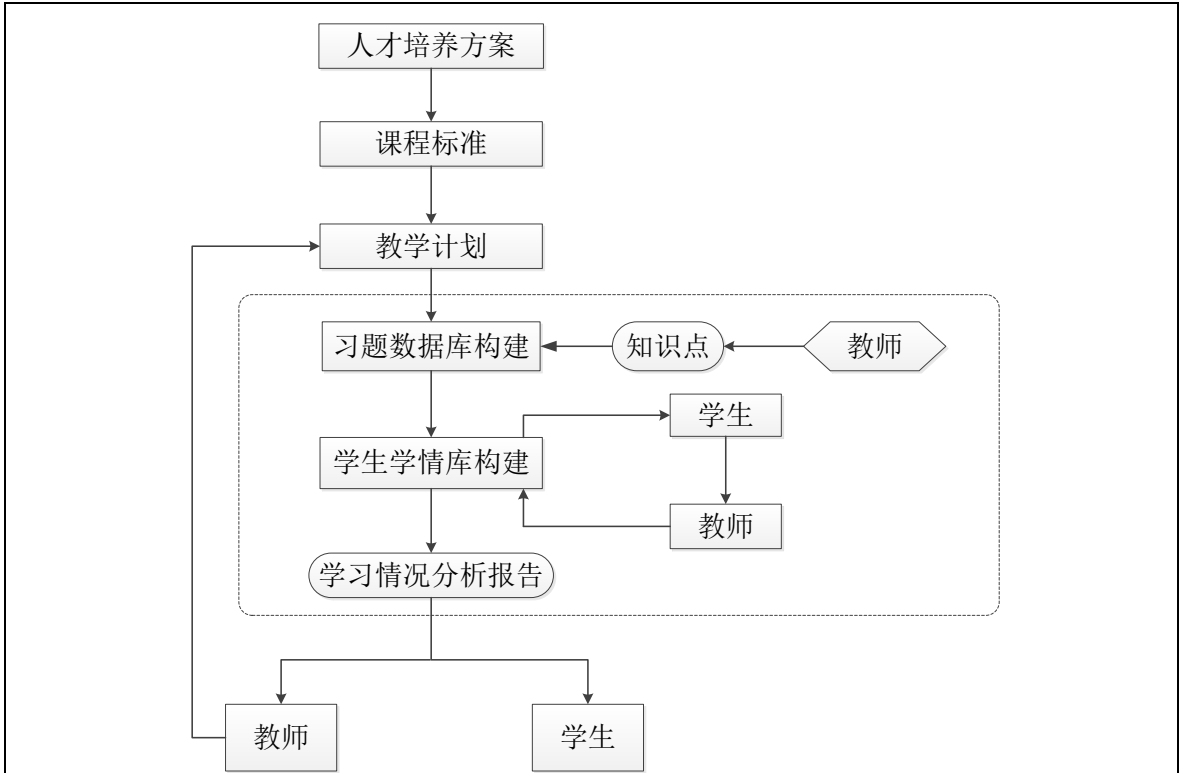 人才培养方案
课程标准
教学计划
习题数据库构建
知识点
教师
学生
学生学情库构建
教师
学习情况分析报告
教师
学生